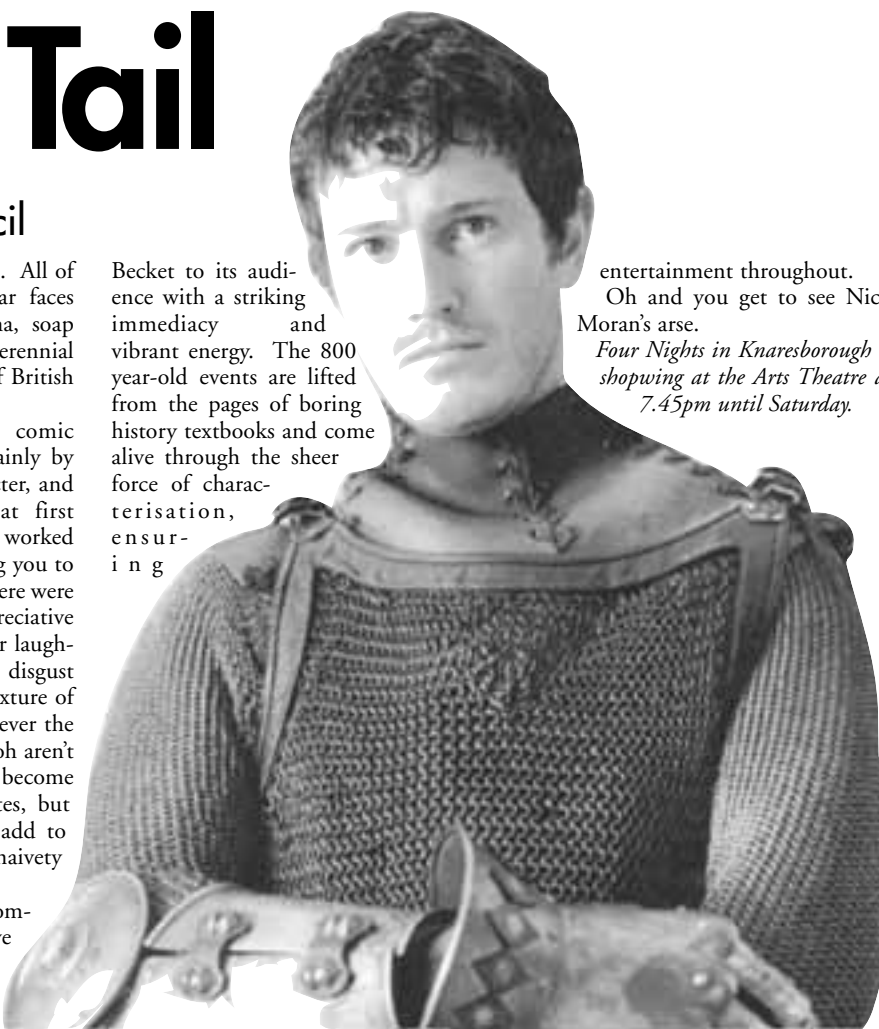 Tail
cil
. All of
ar faces
na, soap
erennial
f British
comic
ainly by
ter, and
at first
worked
g you to
ere were
reciative
r laugh-
disgust
xture of
ever the
oh aren't
become
tes, but
add to
naivety
om-
ve
Becket to its audi-
ence with a striking
immediacy and
vibrant energy. The 800
year-old events are lifted
from the pages of boring
history textbooks and come
alive through the sheer
force of charac-
terisation,
ensur-
ing
entertainment throughout.
Oh and you get to see Nic
Moran's arse.
Four Nights in Knaresborough
shopwing at the Arts Theatre a
7.45pm until Saturday.